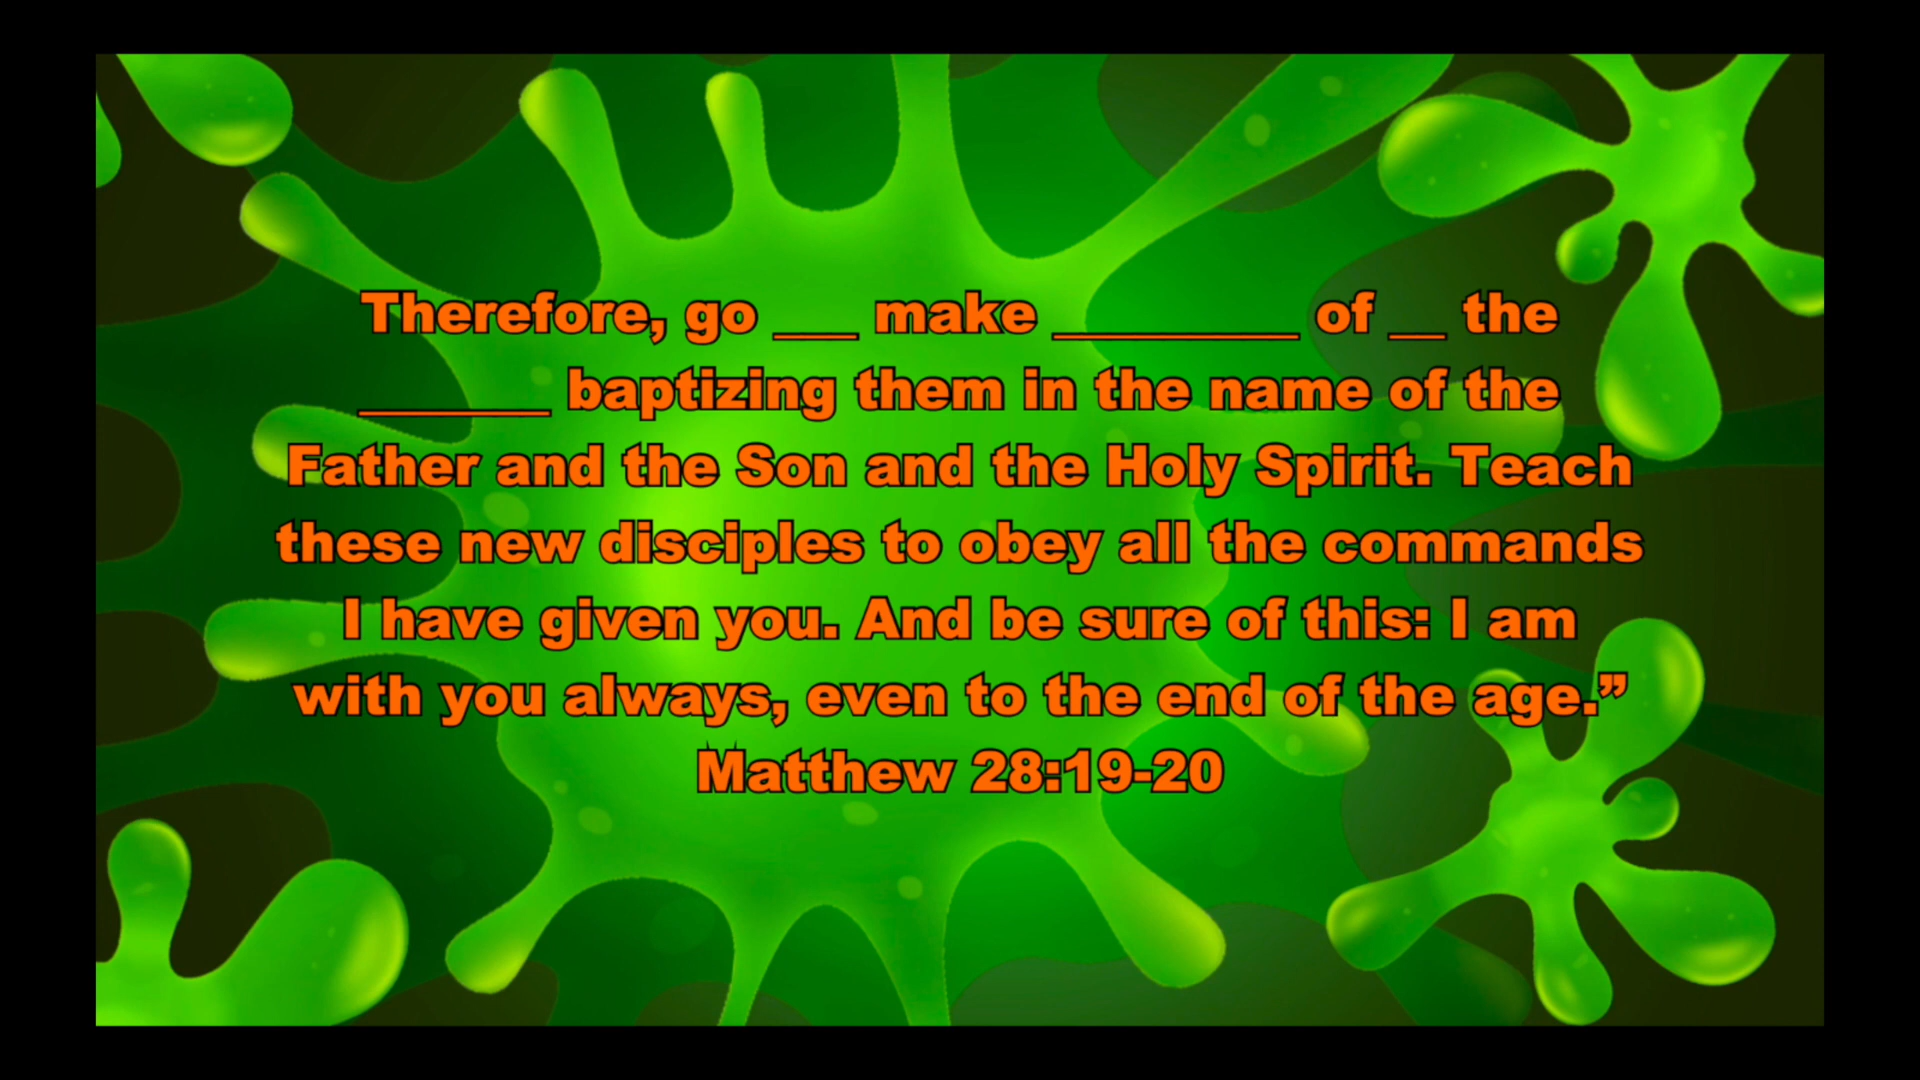 Therefore, go ___ make _________ of __ the
_______ baptizing them in the name of the
Father and the Son and the Holy Spirit. Teach
these new disciples to obey all the commands
I have given you. And be sure of this: I am
with you always, even to the end of the age.”
Matthew 28:19-20